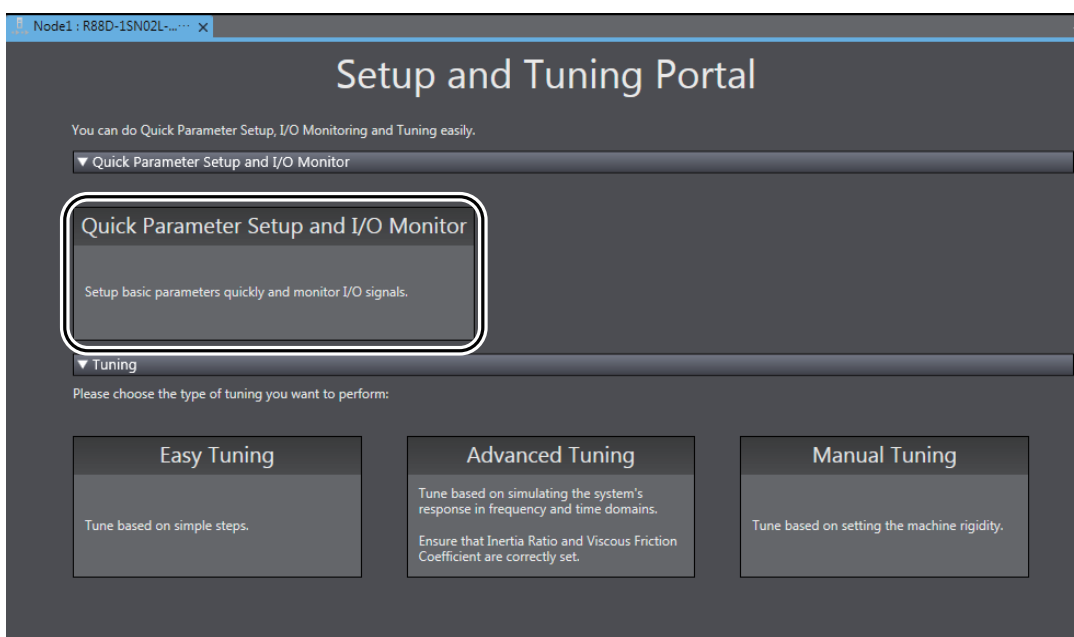 Node1 : R88D-1SN02L-...··· ×
Setup and Tuning Portal
You can do Quick Parameter Setup, I/O Monitoring and Tuning easily.
▼ Quick Parameter Setup and I/O Monitor
Quick Parameter Setup and I/O Monitor
Setup basic parameters quickly and monitor I/O signals.
▼ Tuning
Please choose the type of tuning you want to perform:
Easy Tuning
Tune based on simple steps.
Advanced Tuning
Tune based on simulating the system's
response in frequency and time domains.
Ensure that Inertia Ratio and Viscous Friction
Coefficient are correctly set.
Manual Tuning
Tune based on setting the machine rigidity.